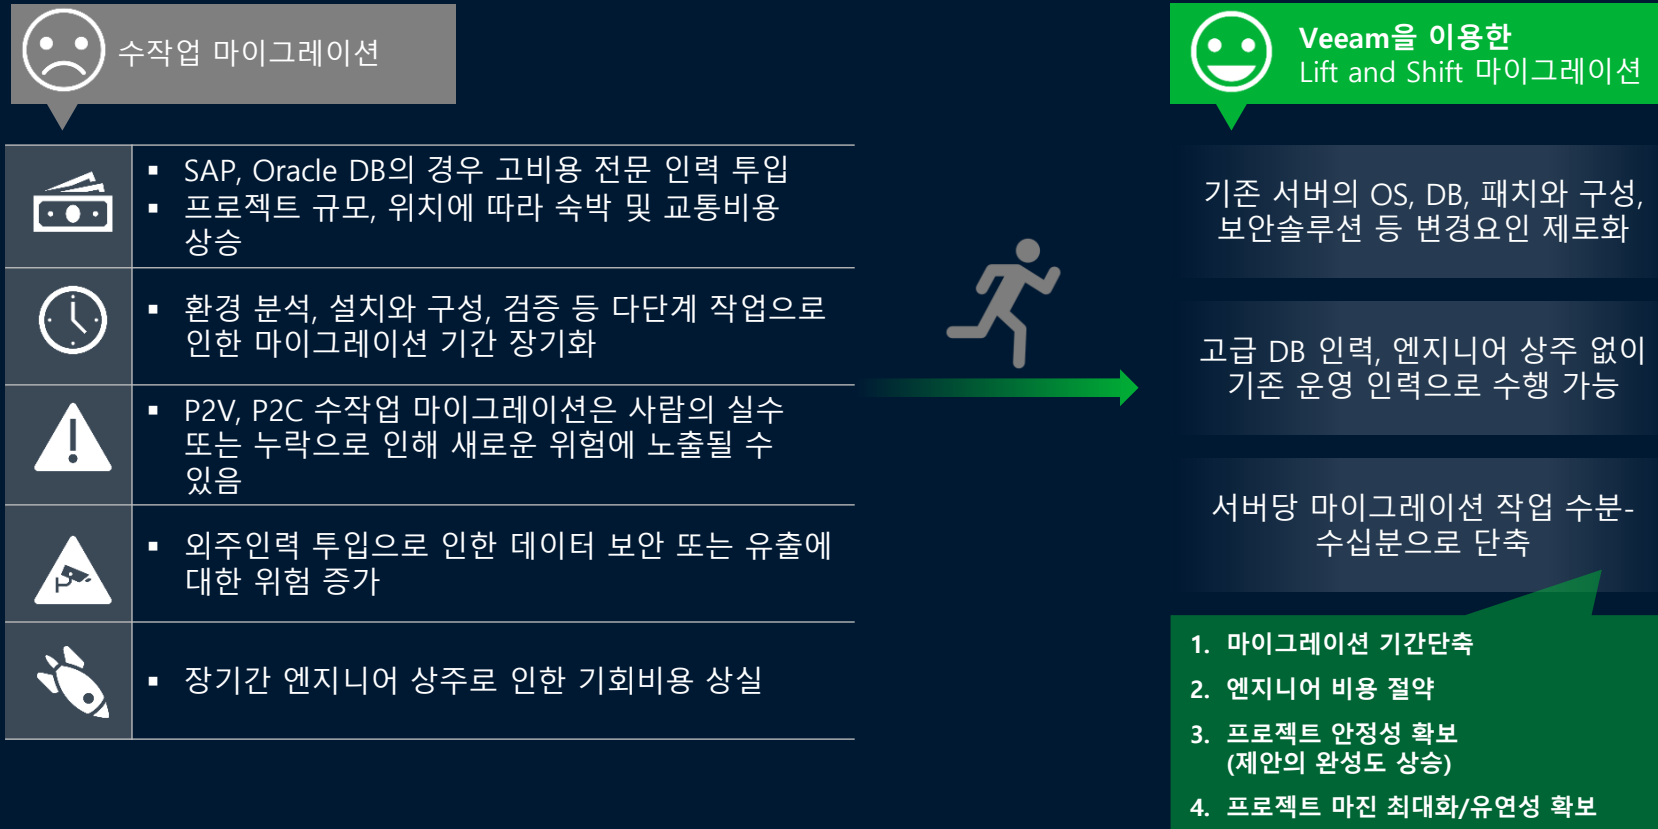 수작업 마이그레이션
▪ SAP, Oracle DB의 경우 고비용 전문 인력 투입
▪ 프로젝트 규모, 위치에 따라 숙박 및 교통비용
상승
▪ 환경 분석, 설치와 구성, 검증 등 다단계 작업으로
인한 마이그레이션 기간 장기화
▪ P2V, P2C 수작업 마이그레이션은 사람의 실수
또는 누락으로 인해 새로운 위험에 노출될 수
있음
▪ 외주인력 투입으로 인한 데이터 보안 또는 유출에
대한 위험 증가
▪ 장기간 엔지니어 상주로 인한 기회비용 상실
Veeam을 이용한
Lift and Shift 마이그레이션
기존 서버의 OS, DB, 패치와 구성,
보안솔루션 등 변경요인 제로화
고급 DB 인력, 엔지니어 상주 없이
기존 운영 인력으로 수행 가능
서버당 마이그레이션 작업 수분-
수십분으로 단축
1. 마이그레이션 기간단축
2. 엔지니어 비용 절약
3. 프로젝트 안정성 확보
(제안의 완성도 상승)
4. 프로젝트 마진 최대화/유연성 확보